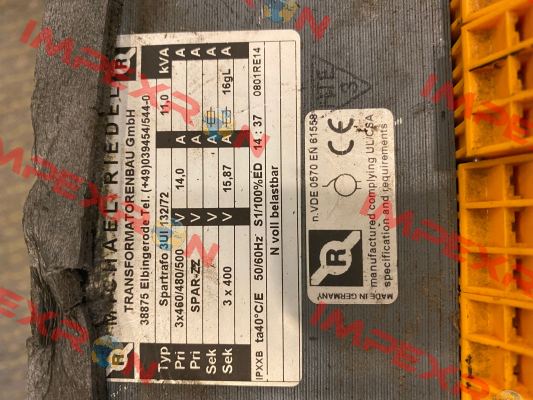 R MICHAEL RIEDEL R
TRANSFORMATORENBAU GmbH
38875 Elbingerode Tel. (+49)039454/544-0
Typ Spartrafo 3UI 132/72 11,0 kVA
Pri 3x460/480/500 V 14,0 A A
Pri SPAR-ZZ V A A
Sek V A A
Sek 3 x 400 V 15,87 A 16gL A
IPXXB ta40°C/E 50/60Hz S1/100%ED 14 : 37 0801RE14
N voll belastbar
n.VDE 0570 EN 61558
CE
R
manufactured complying UL/CSA
specification and requirements
MADE IN GERMANY
3
IMPEXRON